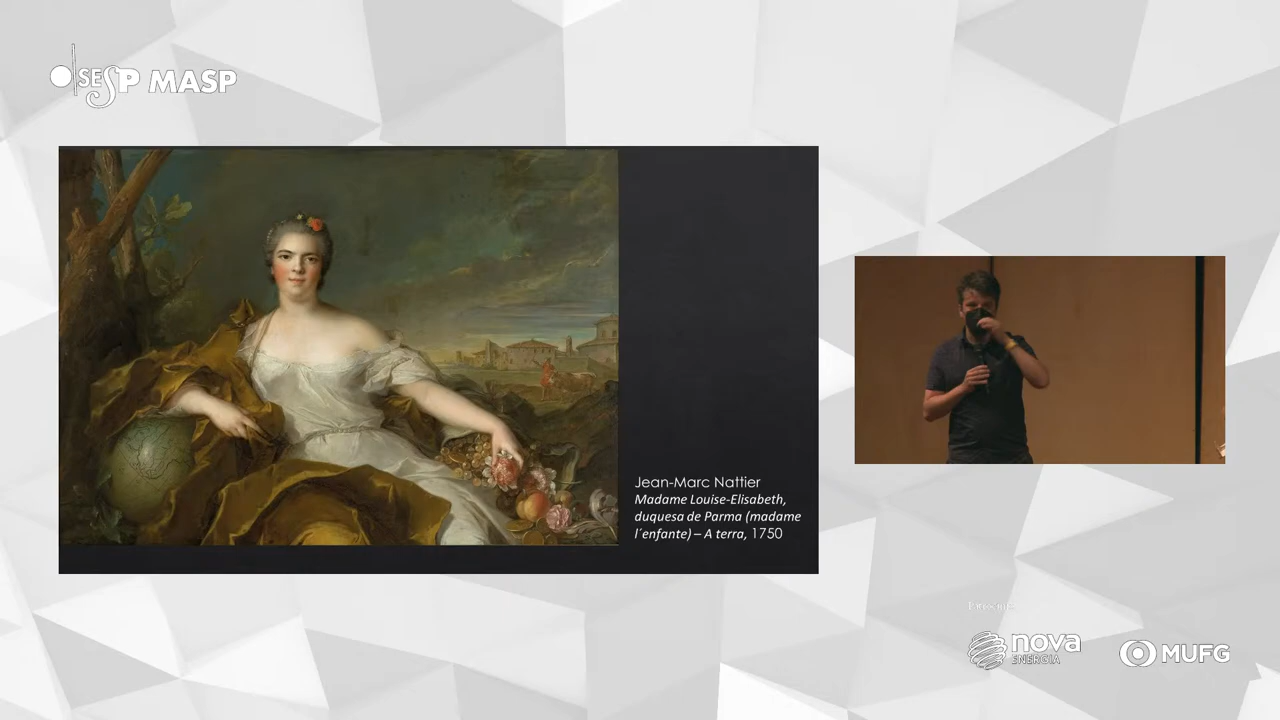 OSESP MASP
Jean-Marc Nattier
Madame Louise-Elisabeth,
duquesa de Parma (madame
l´enfante) – A terra, 1750
nova
ENERGIA
MUFG